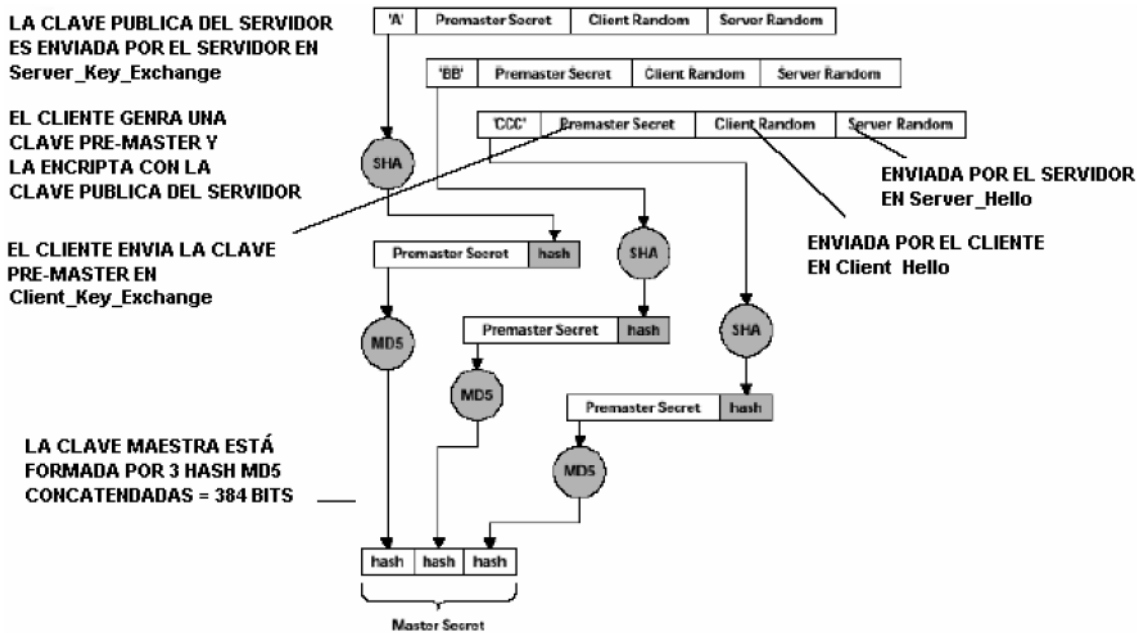 LA CLAVE PUBLICA DEL SERVIDOR
ES ENVIADA POR EL SERVIDOR EN
Server_Key_Exchange
'A' Premaster Secret Client Random Server Random
'BB' Premaster Secret Client Random Server Random
EL CLIENTE GENRA UNA
CLAVE PRE-MASTER Y
LA ENCRIPTA CON LA
CLAVE PUBLICA DEL SERVIDOR
'CCC' Premaster Secret Client Random Server Random
SHA
ENVIADA POR EL SERVIDOR
EN Server_Hello
EL CLIENTE ENVIA LA CLAVE
PRE-MASTER EN
Client_Key_Exchange
Premaster Secret hash
SHA
ENVIADA POR EL CLIENTE
EN Client Hello
MD5
Premaster Secret hash
SHA
MD5
Premaster Secret hash
LA CLAVE MAESTRA ESTÁ
FORMADA POR 3 HASH MD5
CONCATENDADAS = 384 BITS
MD5
hash hash hash
Master Secret